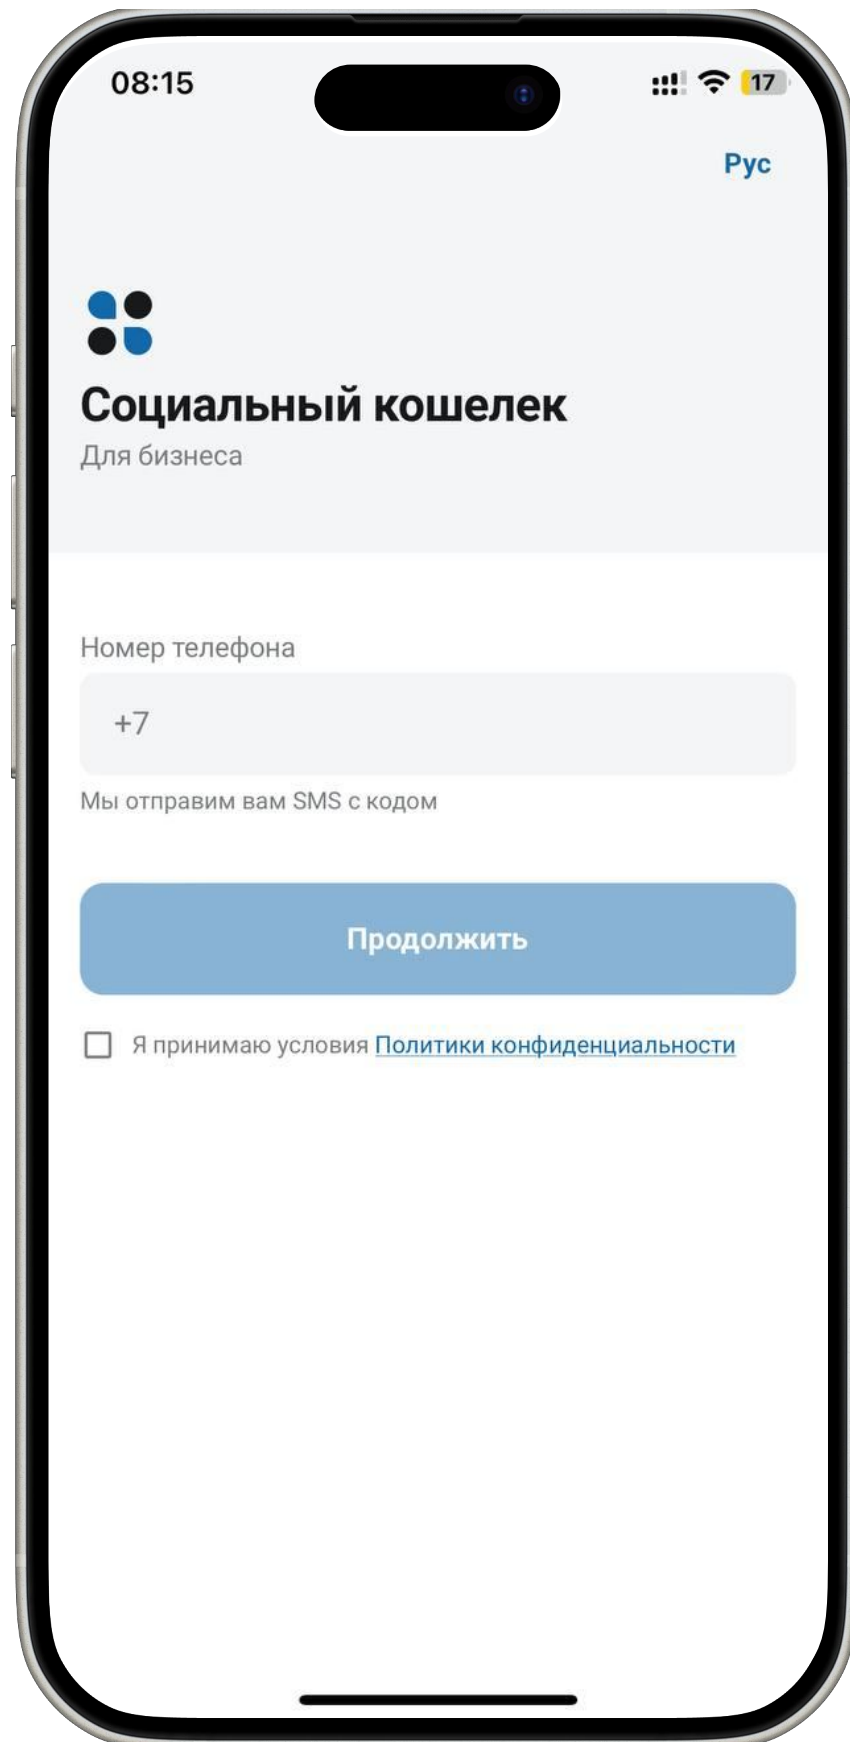 08:15
17
Рус
Социальный кошелек
Для бизнеса
Номер телефона
+7
Мы отправим вам SMS с кодом
Продолжить
Я принимаю условия Политики конфиденциальности